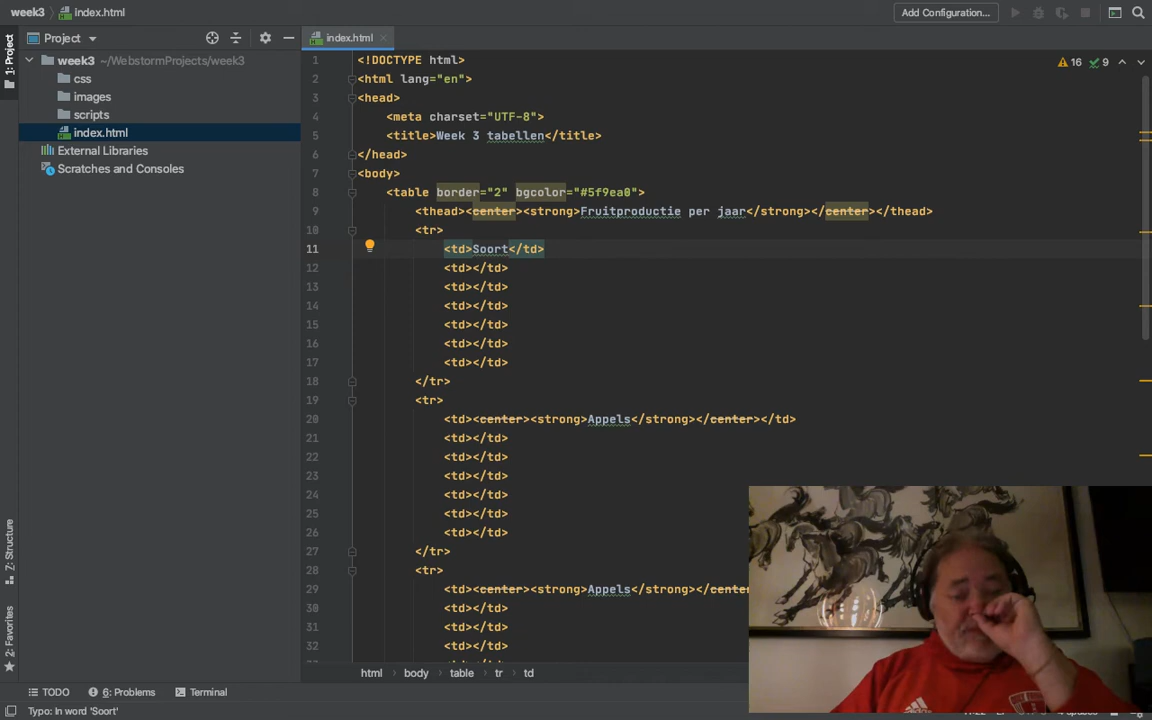 week3 index.html Add Configuration...
1: Project
Project
index.html
week3 ~/WebstormProjects/week3
css
images
scripts
index.html
External Libraries
Scratches and Consoles
16 9
1 <!DOCTYPE html>
2 <html lang="en">
3 <head>
4 <meta charset="UTF-8">
5 <title>Week 3 tabellen</title>
6 </head>
7 <body>
8 <table border="2" bgcolor="#5f9ea0">
9 <thead><center><strong>Fruitproductie per jaar</strong></center></thead>
10 <tr>
11 <td>Soort</td>
12 <td></td>
13 <td></td>
14 <td></td>
15 <td></td>
16 <td></td>
17 <td></td>
18 </tr>
19 <tr>
20 <td><center><strong>Appels</strong></center></td>
21 <td></td>
22 <td></td>
23 <td></td>
24 <td></td>
25 <td></td>
26 <td></td>
27 </tr>
28 <tr>
29 <td><center><strong>Appels</strong></center
30 <td></td>
31 <td></td>
32 <td></td>
Z: Structure
2: Favorites
html body table tr td
TODO 6: Problems Terminal
Typo: In word 'Soort'